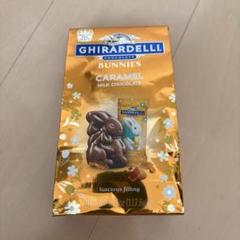 GHIRARDELLI
CHOCOLATE
BUNNIES
CARAMEL
MILK CHOCOLATE
luscious filling